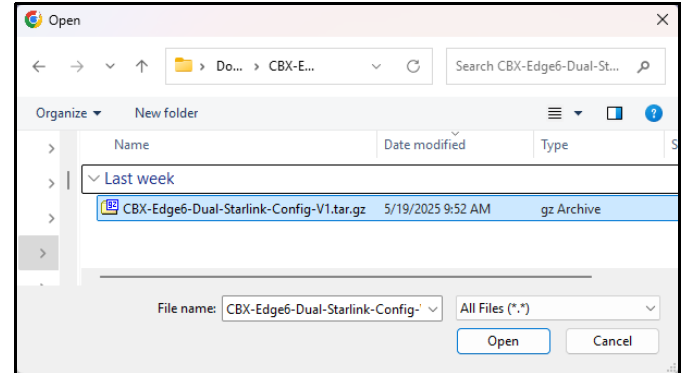 Open
Do... > CBX-E...
Search CBX-Edge6-Dual-St...
Organize
New folder
Name
Date modified
Type
S
Last week
CBX-Edge6-Dual-Starlink-Config-V1.tar.gz
5/19/2025 9:52 AM
gz Archive
File name:
CBX-Edge6-Dual-Starlink-Config-
All Files (*.*)
Open
Cancel